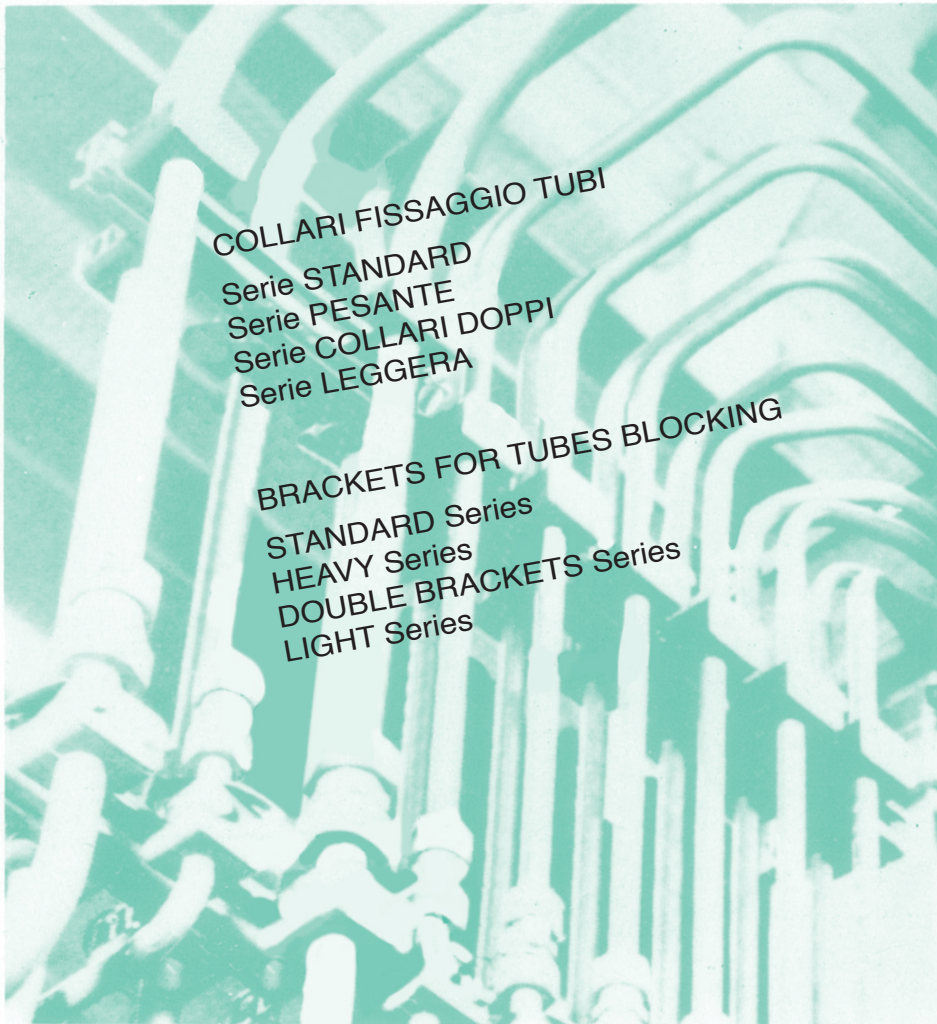 COLLARI FISSAGGIO TUBI
Serie STANDARD
Serie PESANTE
Serie COLLARI DOPPI
Serie LEGGERA
BRACKETS FOR TUBES BLOCKING
STANDARD Series
HEAVY Series
DOUBLE BRACKETS Series
LIGHT Series